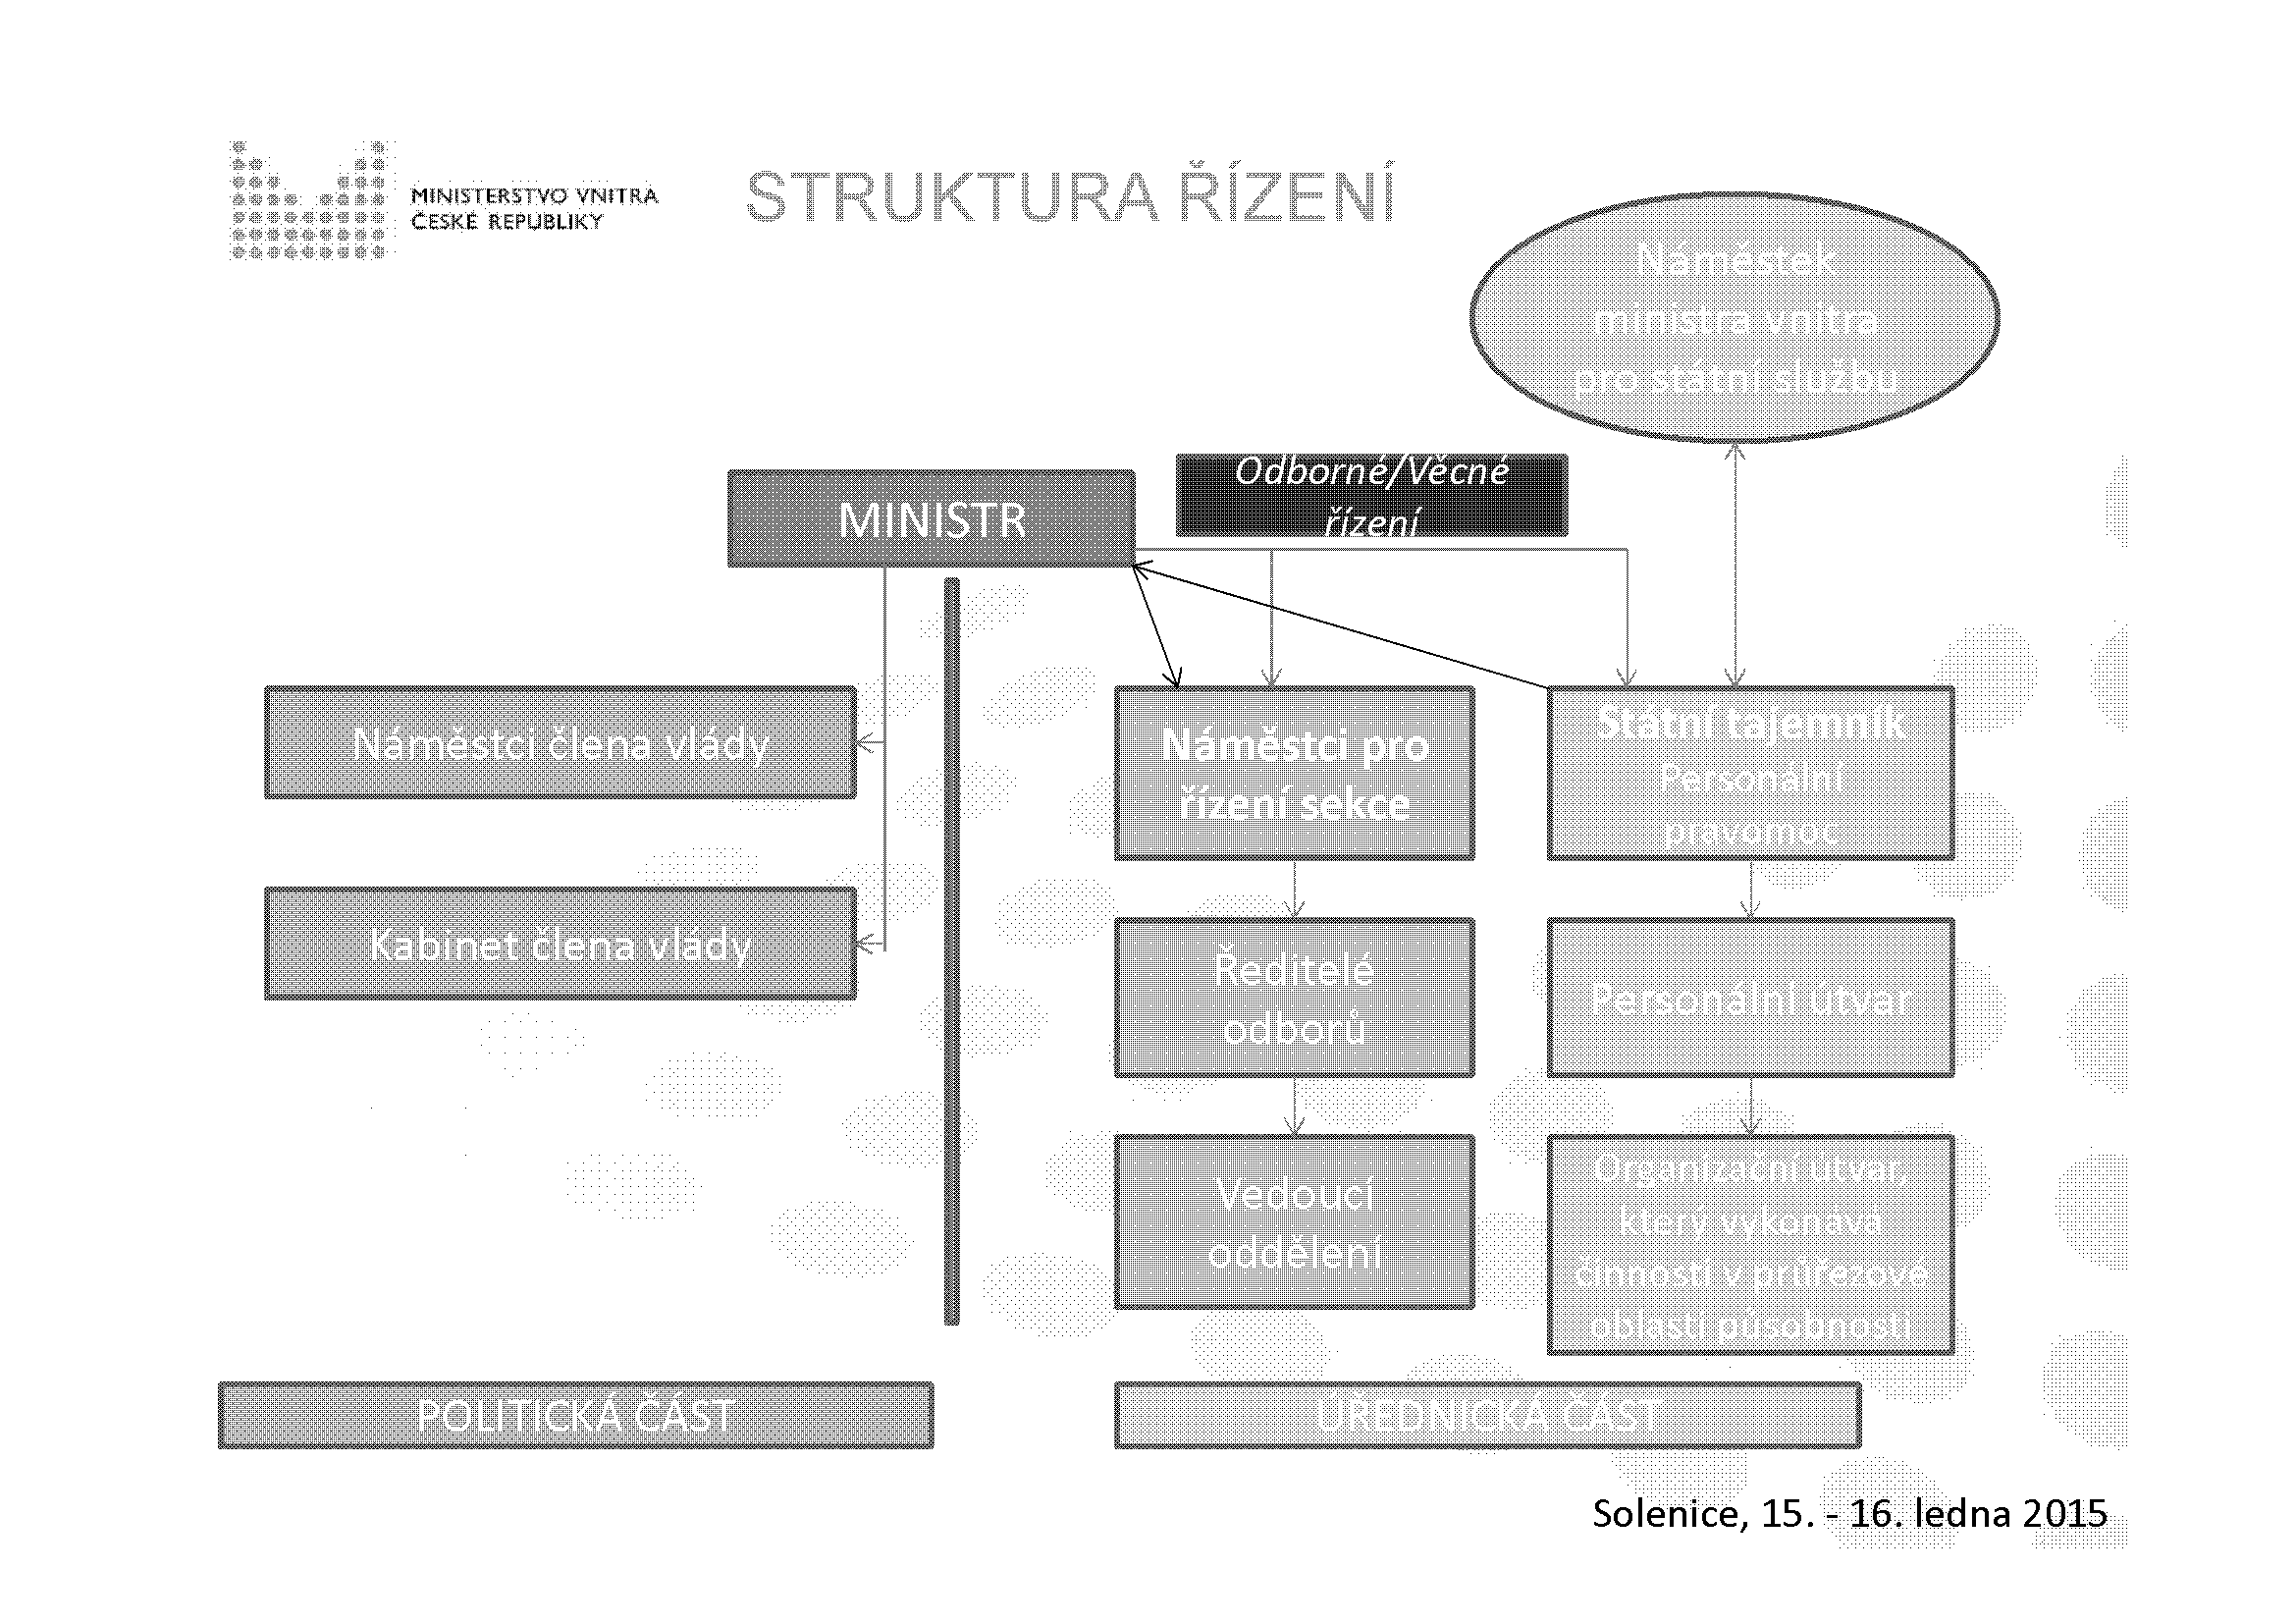 MINISTERSTVO VNITRA
ČESKÉ REPUBLIKY
STRUKTURA ŘÍZENÍ
Náměstek
ministra vnitra
pro státní službu
MINISTR
Odborné/Věcné
řízení
Náměstci člena vlády
Náměstci pro
řízení sekce
Státní tajemník
Personální
pravomoc
Kabinet člena vlády
Ředitelé
odborů
Personální útvar
Vedoucí
oddělení
Organizační útvar,
který vykonává
činnosti v průřezové
oblasti působnosti
POLITICKÁ ČÁST
ÚŘEDNICKÁ ČÁST
Solenice, 15. - 16. ledna 2015